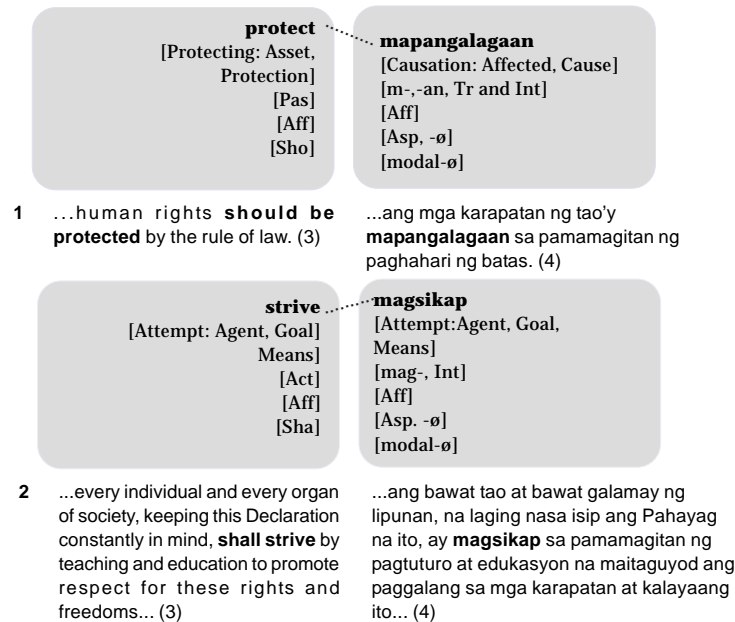 protect
[Protecting: Asset,
Protection]
[Pas]
[Aff]
[Sho]
mapangalagaan
[Causation: Affected, Cause]
[m-,-an, Tr and Int]
[Aff]
[Asp, -ø]
[modal-ø]
1 ...human rights should be
protected by the rule of law. (3)
...ang mga karapatan ng tao'y
mapangalagaan sa pamamagitan ng
paghahari ng batas. (4)
strive
[Attempt: Agent, Goal]
Means]
[Act]
[Aff]
[Sha]
magsikap
[Attempt:Agent, Goal,
Means]
[mag-, Int]
[Aff]
[Asp. -ø]
[modal-ø]
2 ...every individual and every organ
of society, keeping this Declaration
constantly in mind, shall strive by
teaching and education to promote
respect for these rights and
freedoms... (3)
...ang bawat tao at bawat galamay ng
lipunan, na laging nasa isip ang Pahayag
na ito, ay magsikap sa pamamagitan ng
pagtuturo at edukasyon na maitaguyod ang
paggalang sa mga karapatan at kalayaang
ito... (4)